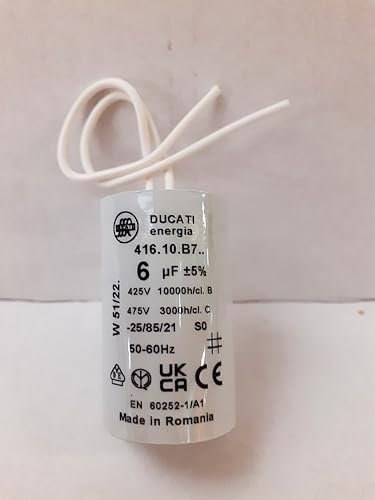 DUCATI
energia
416.10.B7..
6 µF ±5%
425V 10000h/cl. B
475V 3000h/cl. C
-25/85/21 S0
50-60Hz
W 51/22.
UK
CA CE
EN 60252-1/A1
Made in Romania